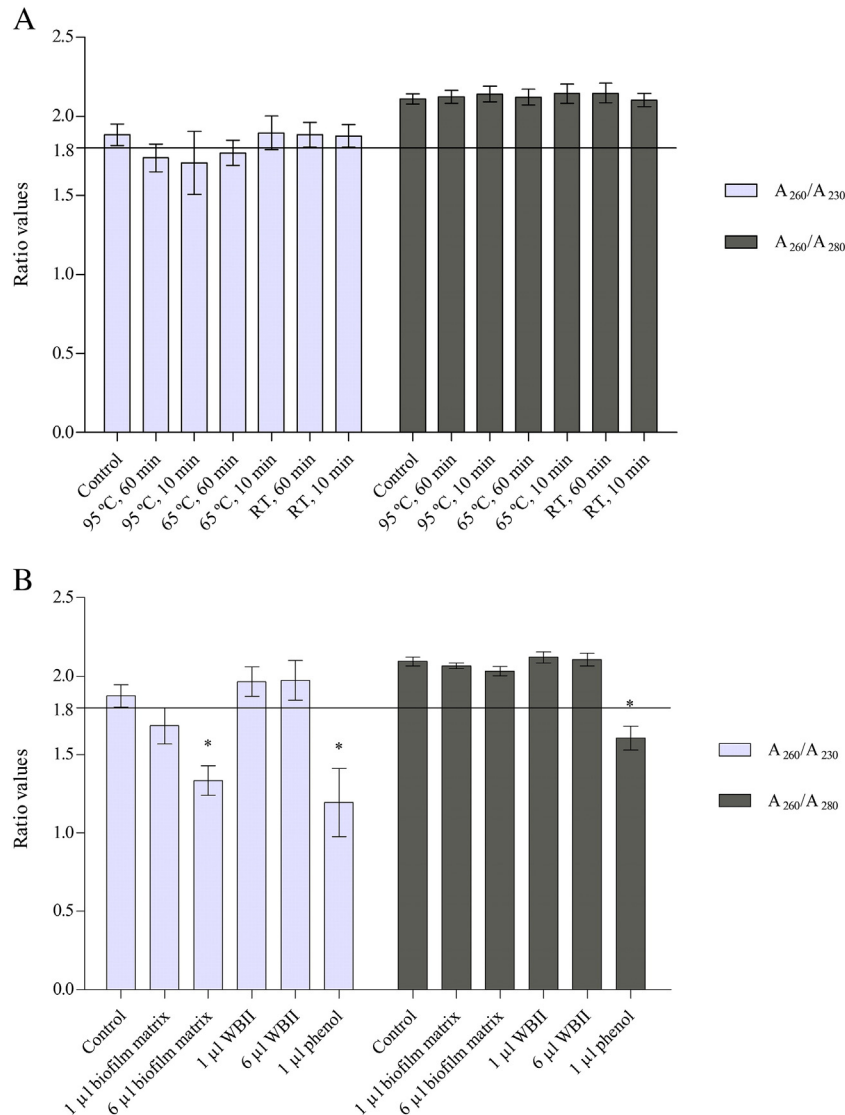 A
2.5
2.0
1.8
1.5
1.0
0.5
0.0
Ratio values
Control
95 ºC, 60 min
95 ºC, 10 min
65 ºC, 60 min
65 ºC, 10 min
RT, 60 min
RT, 10 min
Control
95 ºC, 60 min
95 ºC, 10 min
65 ºC, 60 min
65 ºC, 10 min
RT, 60 min
RT, 10 min
A260/A230
A260/A280
B
2.5
2.0
1.8
1.5
1.0
0.5
0.0
Ratio values
*
*
*
Control
1 µl biofilm matrix
6 µl biofilm matrix
1 µl WBII
6 µl WBII
1 µl phenol
Control
1 µl biofilm matrix
6 µl biofilm matrix
1 µl WBII
6 µl WBII
1 µl phenol
A260/A230
A260/A280